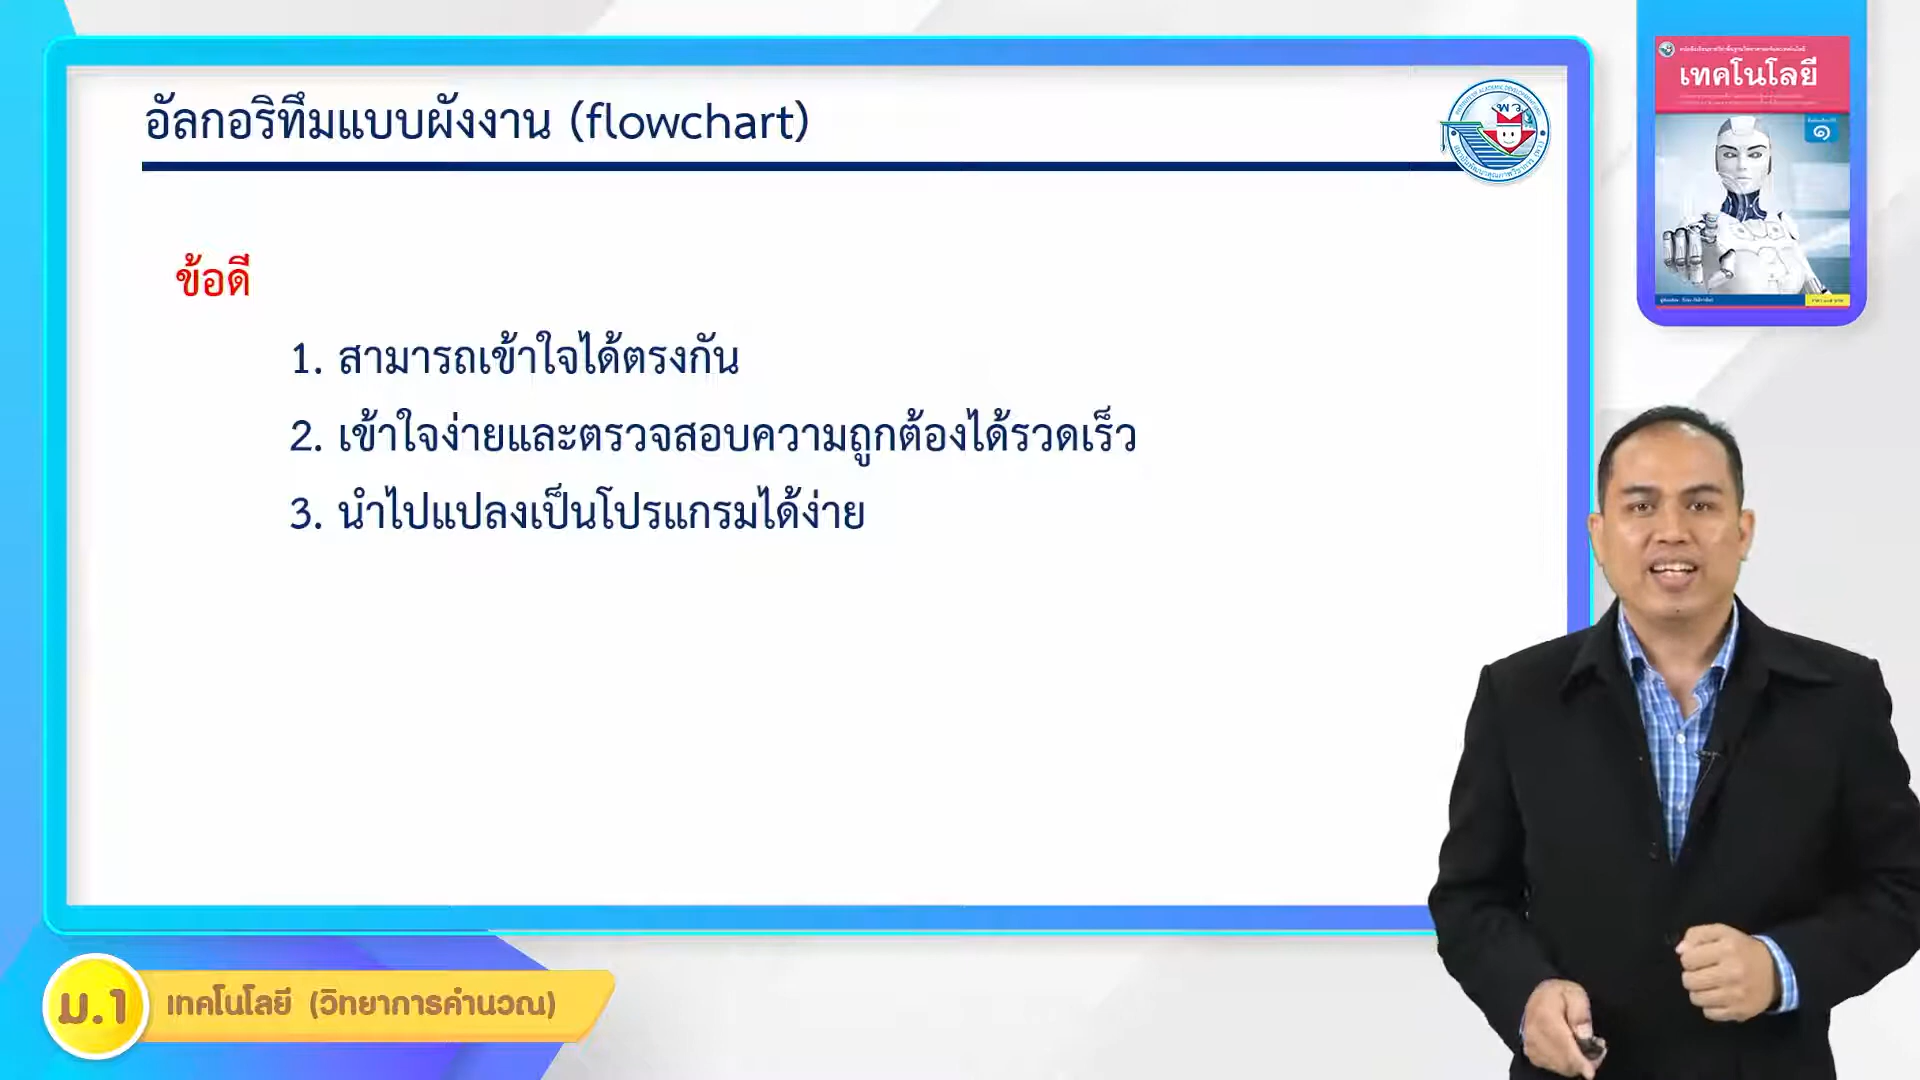 อัลกอริทึมแบบผังงาน (flowchart)
พว.
ข้อดี
1. สามารถเข้าใจได้ตรงกัน
2. เข้าใจง่ายและตรวจสอบความถูกต้องได้รวดเร็ว
3. นำไปแปลงเป็นโปรแกรมได้ง่าย
เทคโนโลยี
๑
ม.1 เทคโนโลยี (วิทยาการคำนวณ)